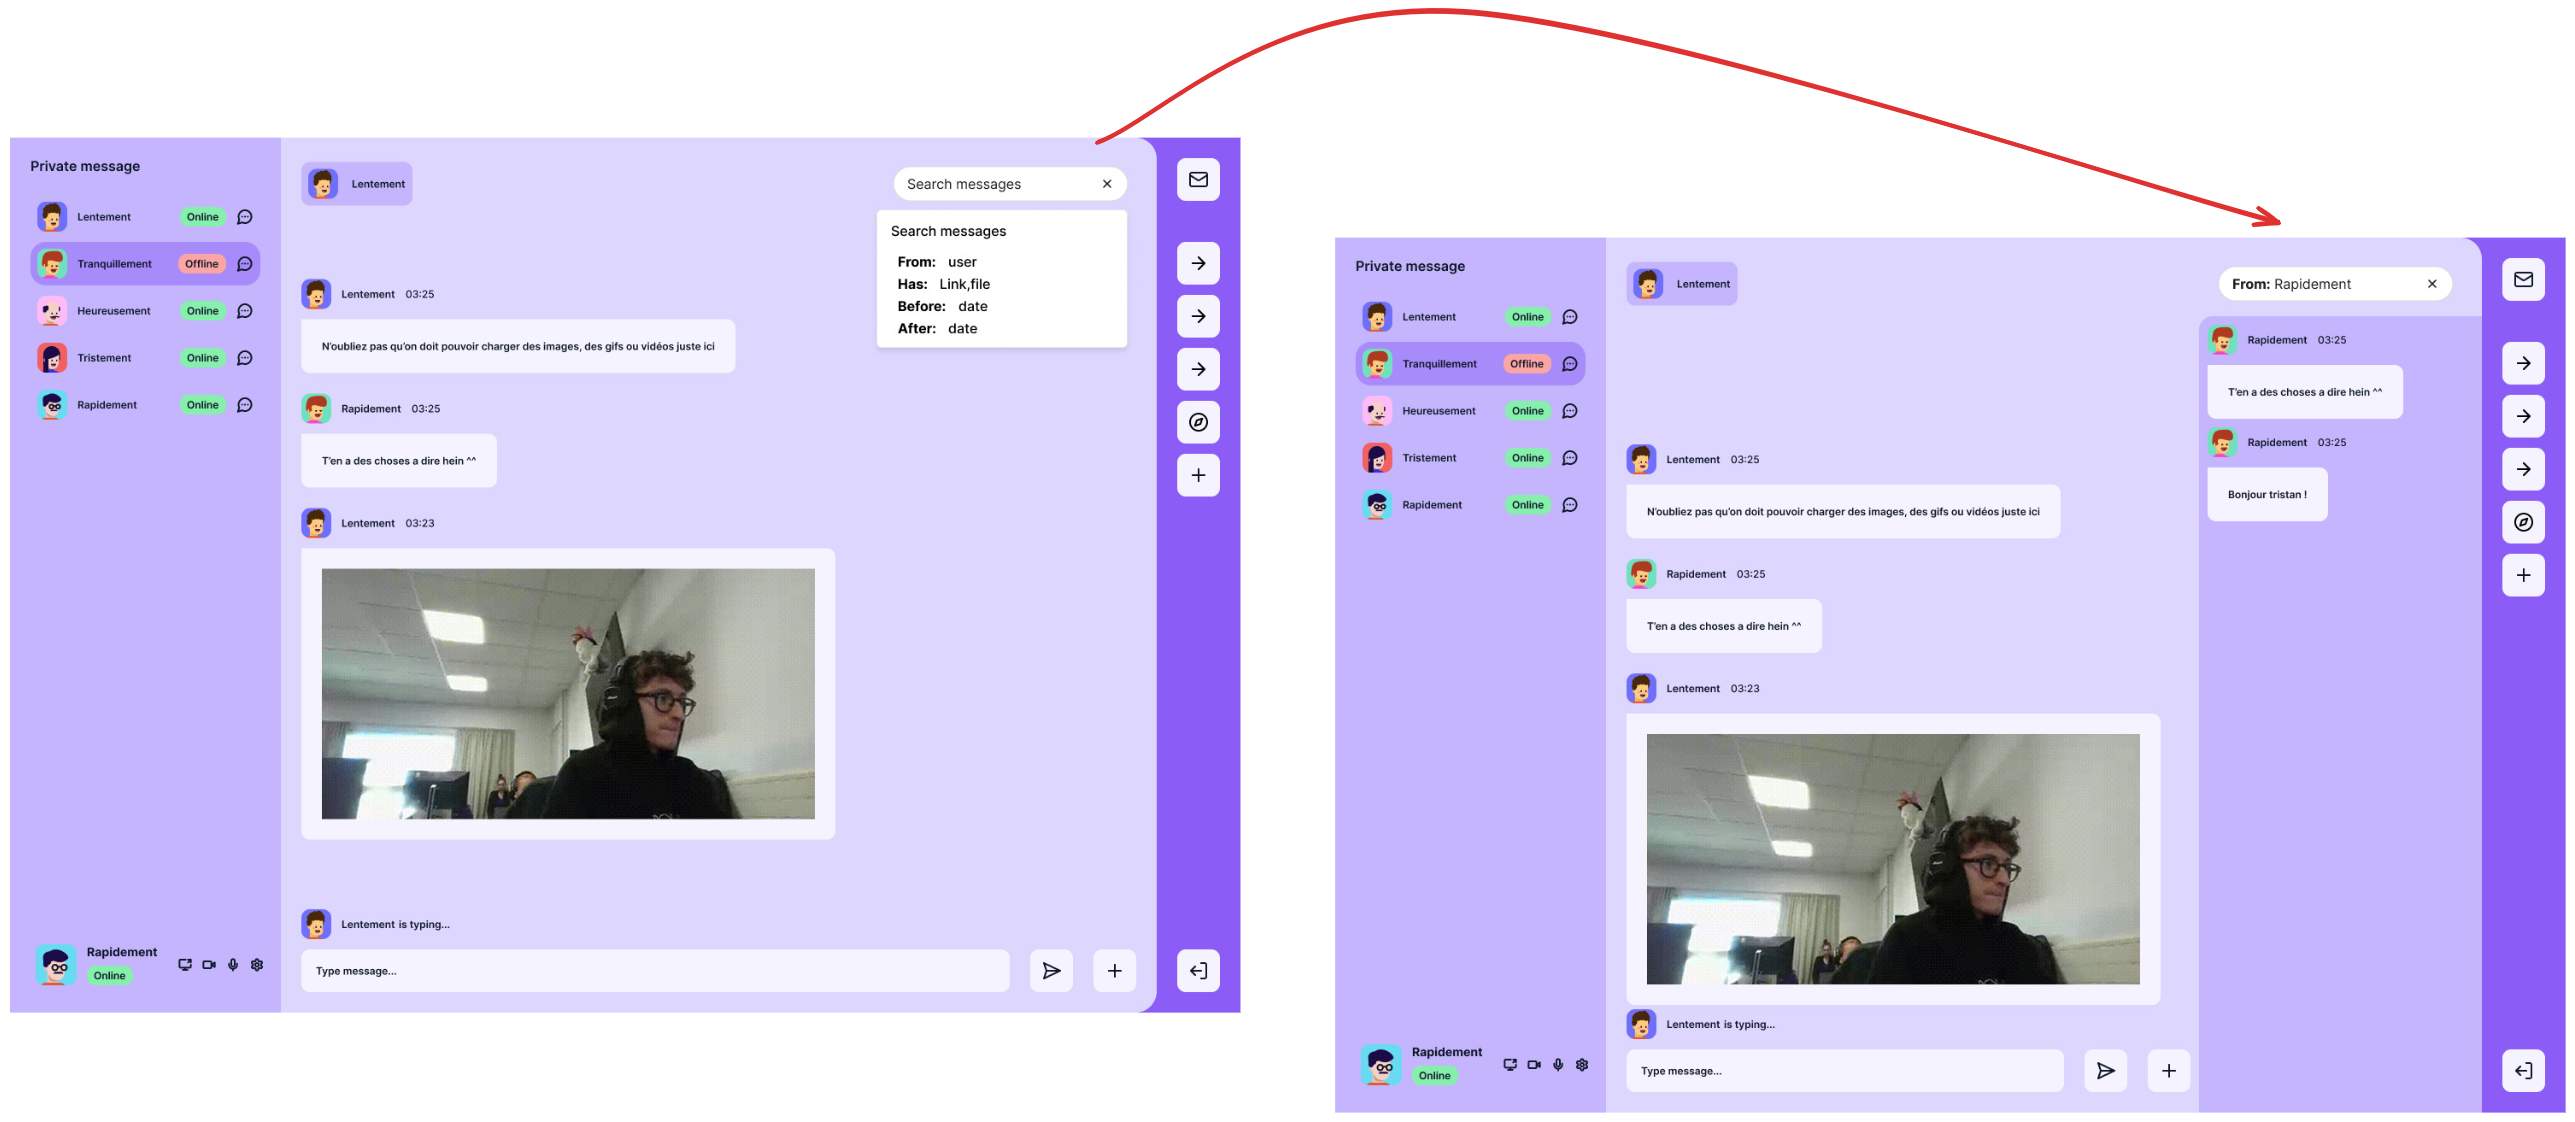 Private message
Lentement Online
Tranquillement Offline
Heureusement Online
Tristement Online
Rapidement Online
Rapidement
Online
Lentement
Search messages
Search messages
From: user
Has: Link,file
Before: date
After: date
Lentement 03:25
N'oubliez pas qu'on doit pouvoir charger des images, des gifs ou vidéos juste ici
Rapidement 03:25
T'en a des choses a dire hein ^^
Lentement 03:23
Lentement is typing...
Type message...
Private message
Lentement Online
Tranquillement Offline
Heureusement Online
Tristement Online
Rapidement Online
Rapidement
Online
Lentement
Lentement 03:25
N'oubliez pas qu'on doit pouvoir charger des images, des gifs ou vidéos juste ici
Rapidement 03:25
T'en a des choses a dire hein ^^
Lentement 03:23
Lentement is typing...
Type message...
From: Rapidement
Rapidement 03:25
T'en a des choses a dire hein ^^
Rapidement 03:25
Bonjour tristan !